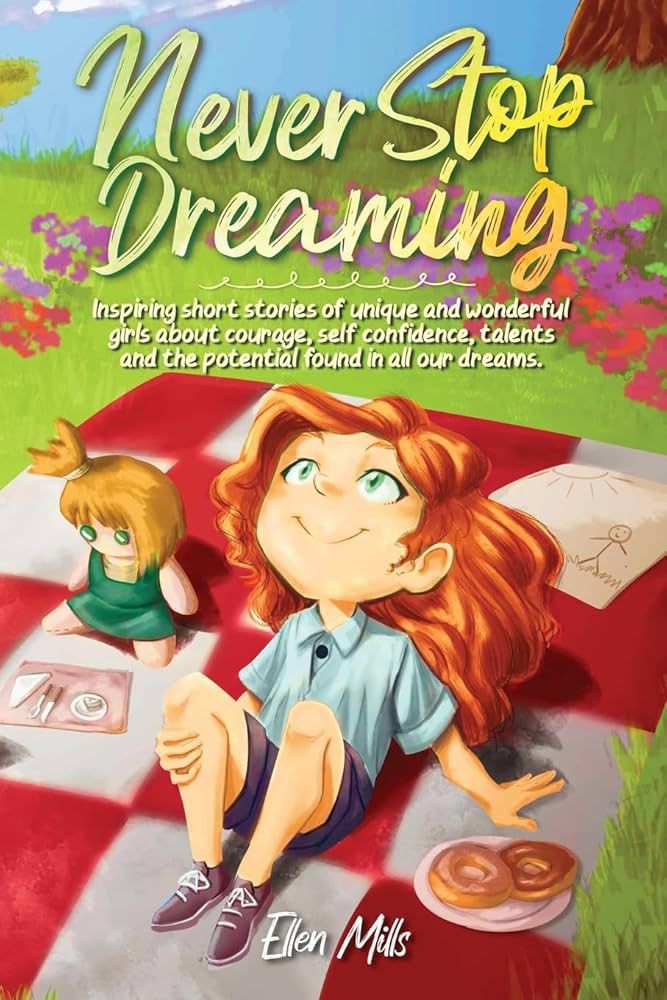 Never Stop
Dreaming
Inspiring short stories of unique and wonderful
girls about courage, self confidence, talents
and the potential found in all our dreams.
Ellen Mills